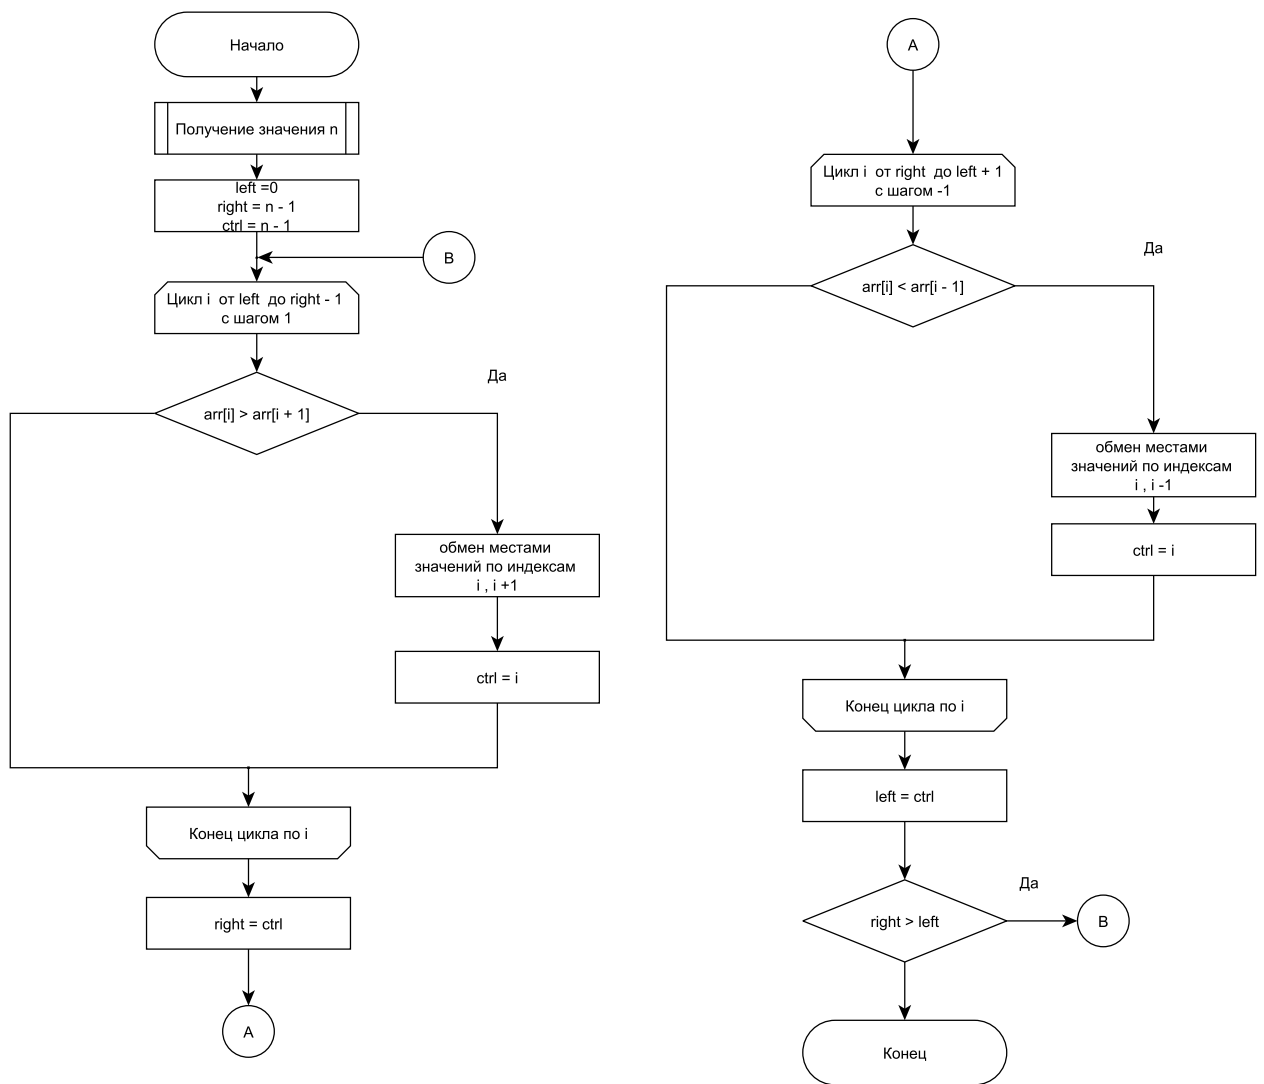 Начало
Получение значения n
left =0
right = n - 1
ctrl = n - 1
B
Цикл i от left до right - 1
с шагом 1
Да
arr[i] > arr[i + 1]
обмен местами
значений по индексам
i , i +1
ctrl = i
Конец цикла по i
right = ctrl
A
A
Цикл i от right до left + 1
с шагом -1
Да
arr[i] < arr[i - 1]
обмен местами
значений по индексам
i , i -1
ctrl = i
Конец цикла по i
left = ctrl
Да
right > left
B
Конец